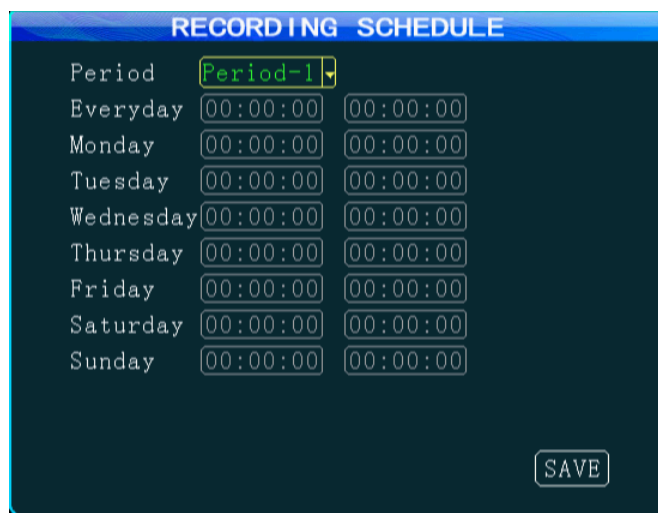 RECORDING SCHEDULE
Period Period-1
Everyday 00:00:00 00:00:00
Monday 00:00:00 00:00:00
Tuesday 00:00:00 00:00:00
Wednesday 00:00:00 00:00:00
Thursday 00:00:00 00:00:00
Friday 00:00:00 00:00:00
Saturday 00:00:00 00:00:00
Sunday 00:00:00 00:00:00
SAVE